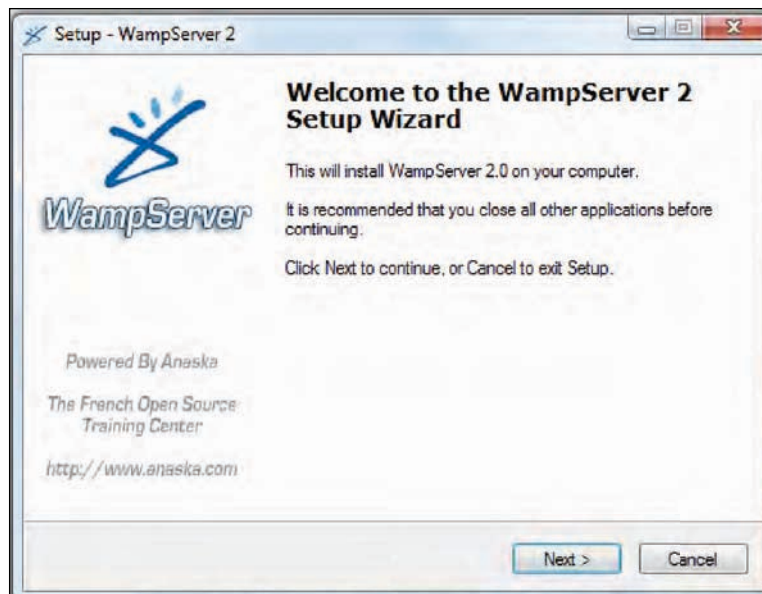 Setup - WampServer 2
Welcome to the WampServer 2
Setup Wizard
This will install WampServer 2.0 on your computer.
It is recommended that you close all other applications before
continuing.
Click Next to continue, or Cancel to exit Setup.
WampServer
Powered By Anaska
The French Open Source
Training Center
http://www.anaska.com
Next >
Cancel